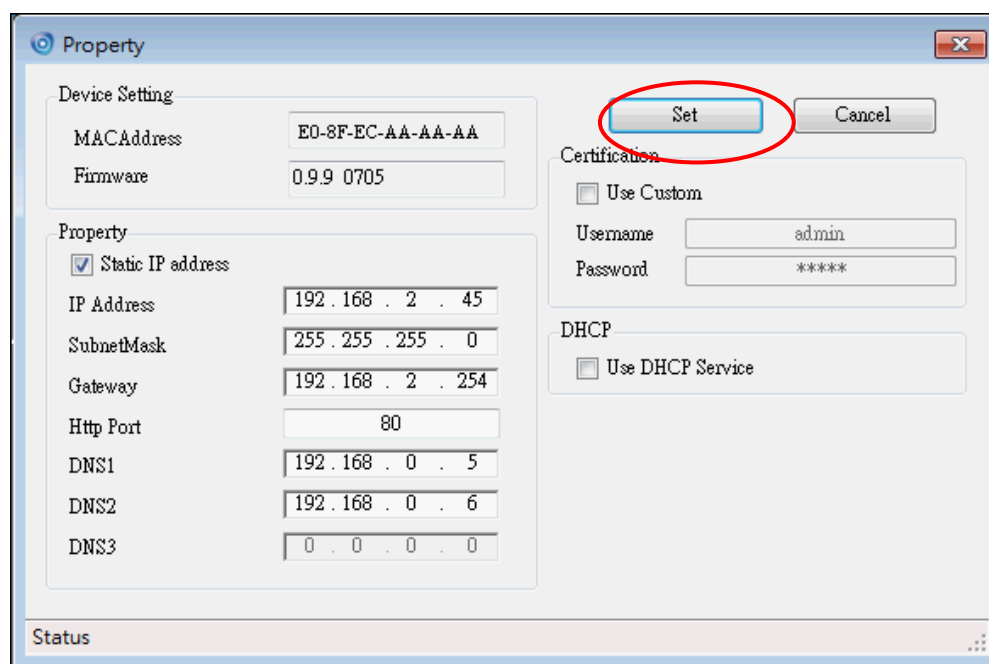 Property
Device Setting
MACAddress E0-8F-EC-AA-AA-AA
Firmware 0.9.9 0705
Property
Static IP address
IP Address 192 . 168 . 2 . 45
SubnetMask 255 . 255 . 255 . 0
Gateway 192 . 168 . 2 . 254
Http Port 80
DNS1 192 . 168 . 0 . 5
DNS2 192 . 168 . 0 . 6
DNS3 0 . 0 . 0 . 0
Set Cancel
Certification
Use Custom
Username admin
Password *****
DHCP
Use DHCP Service
Status